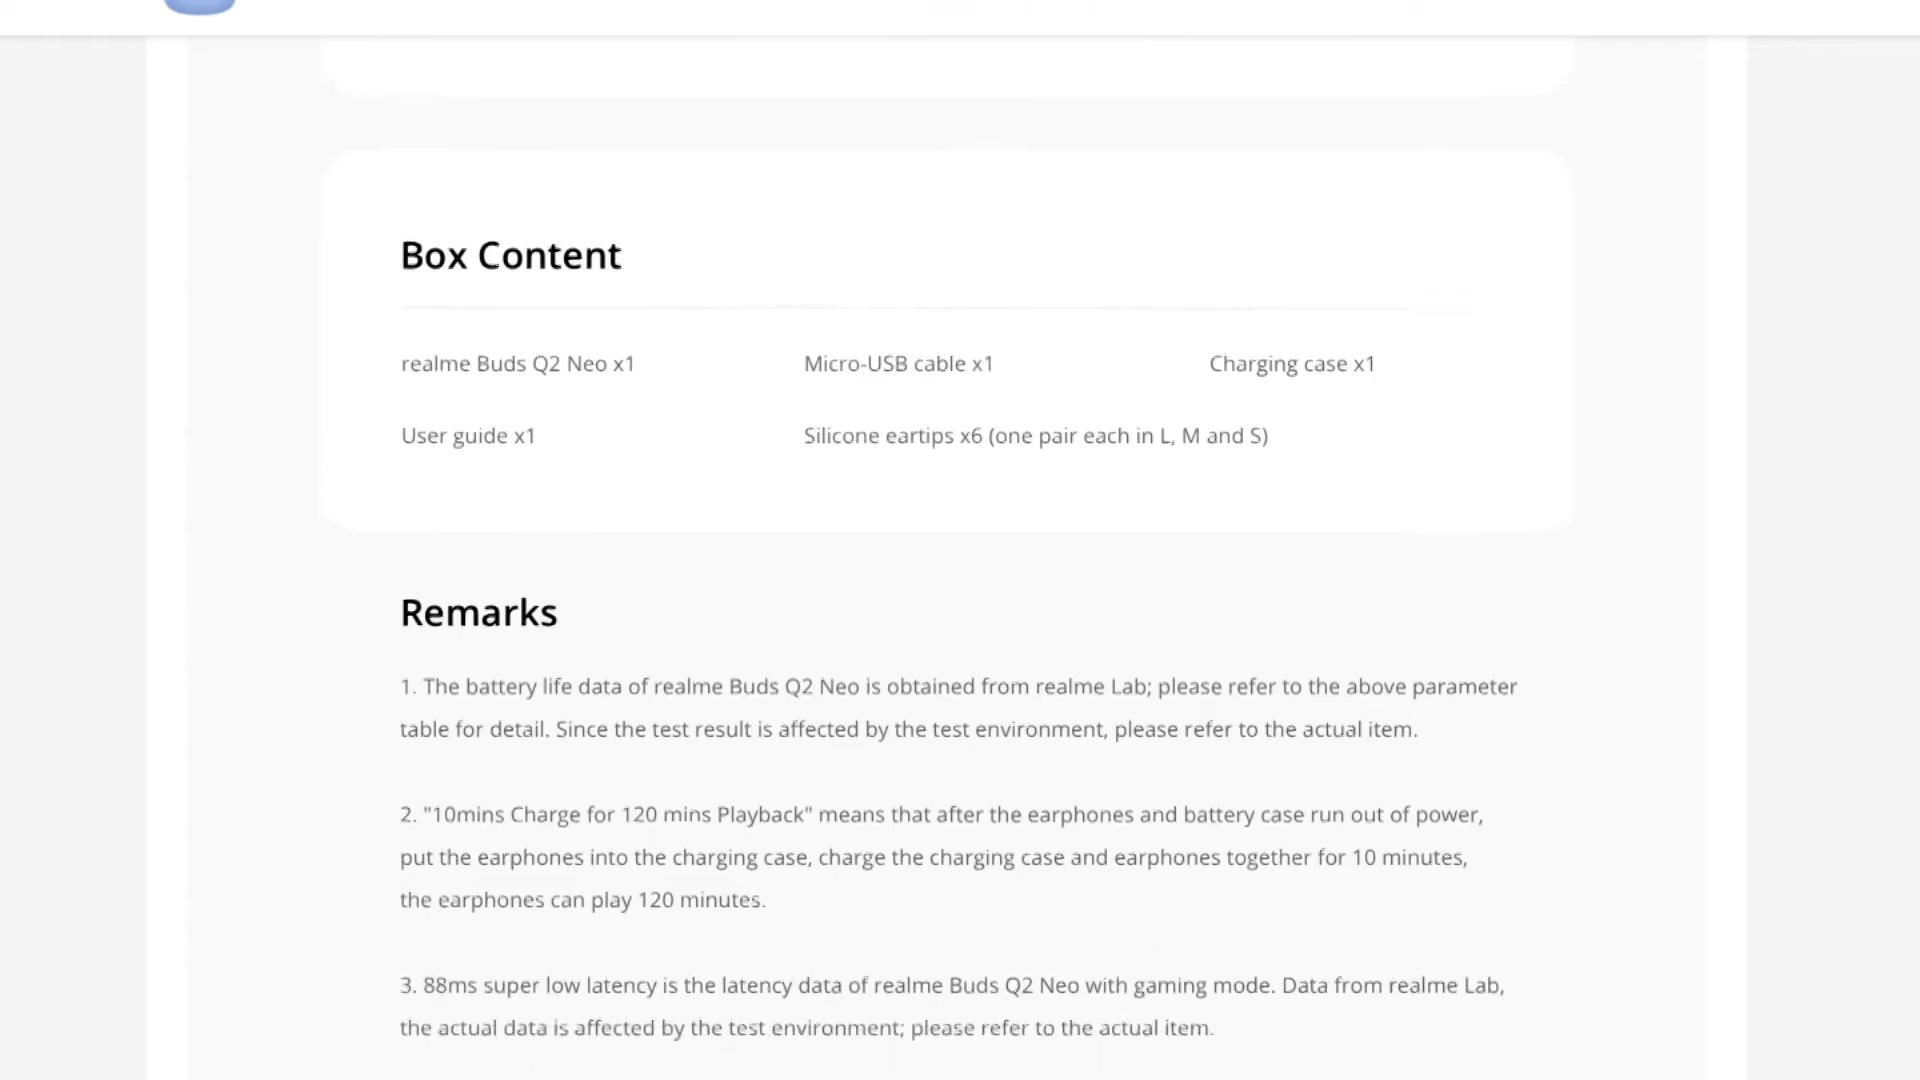 Box Content
realme Buds Q2 Neo x1
Micro-USB cable x1
Charging case x1
User guide x1
Silicone eartips x6 (one pair each in L, M and S)
Remarks
1. The battery life data of realme Buds Q2 Neo is obtained from realme Lab; please refer to the above parameter
table for detail. Since the test result is affected by the test environment, please refer to the actual item.
2. "10mins Charge for 120 mins Playback" means that after the earphones and battery case run out of power,
put the earphones into the charging case, charge the charging case and earphones together for 10 minutes,
the earphones can play 120 minutes.
3. 88ms super low latency is the latency data of realme Buds Q2 Neo with gaming mode. Data from realme Lab,
the actual data is affected by the test environment; please refer to the actual item.